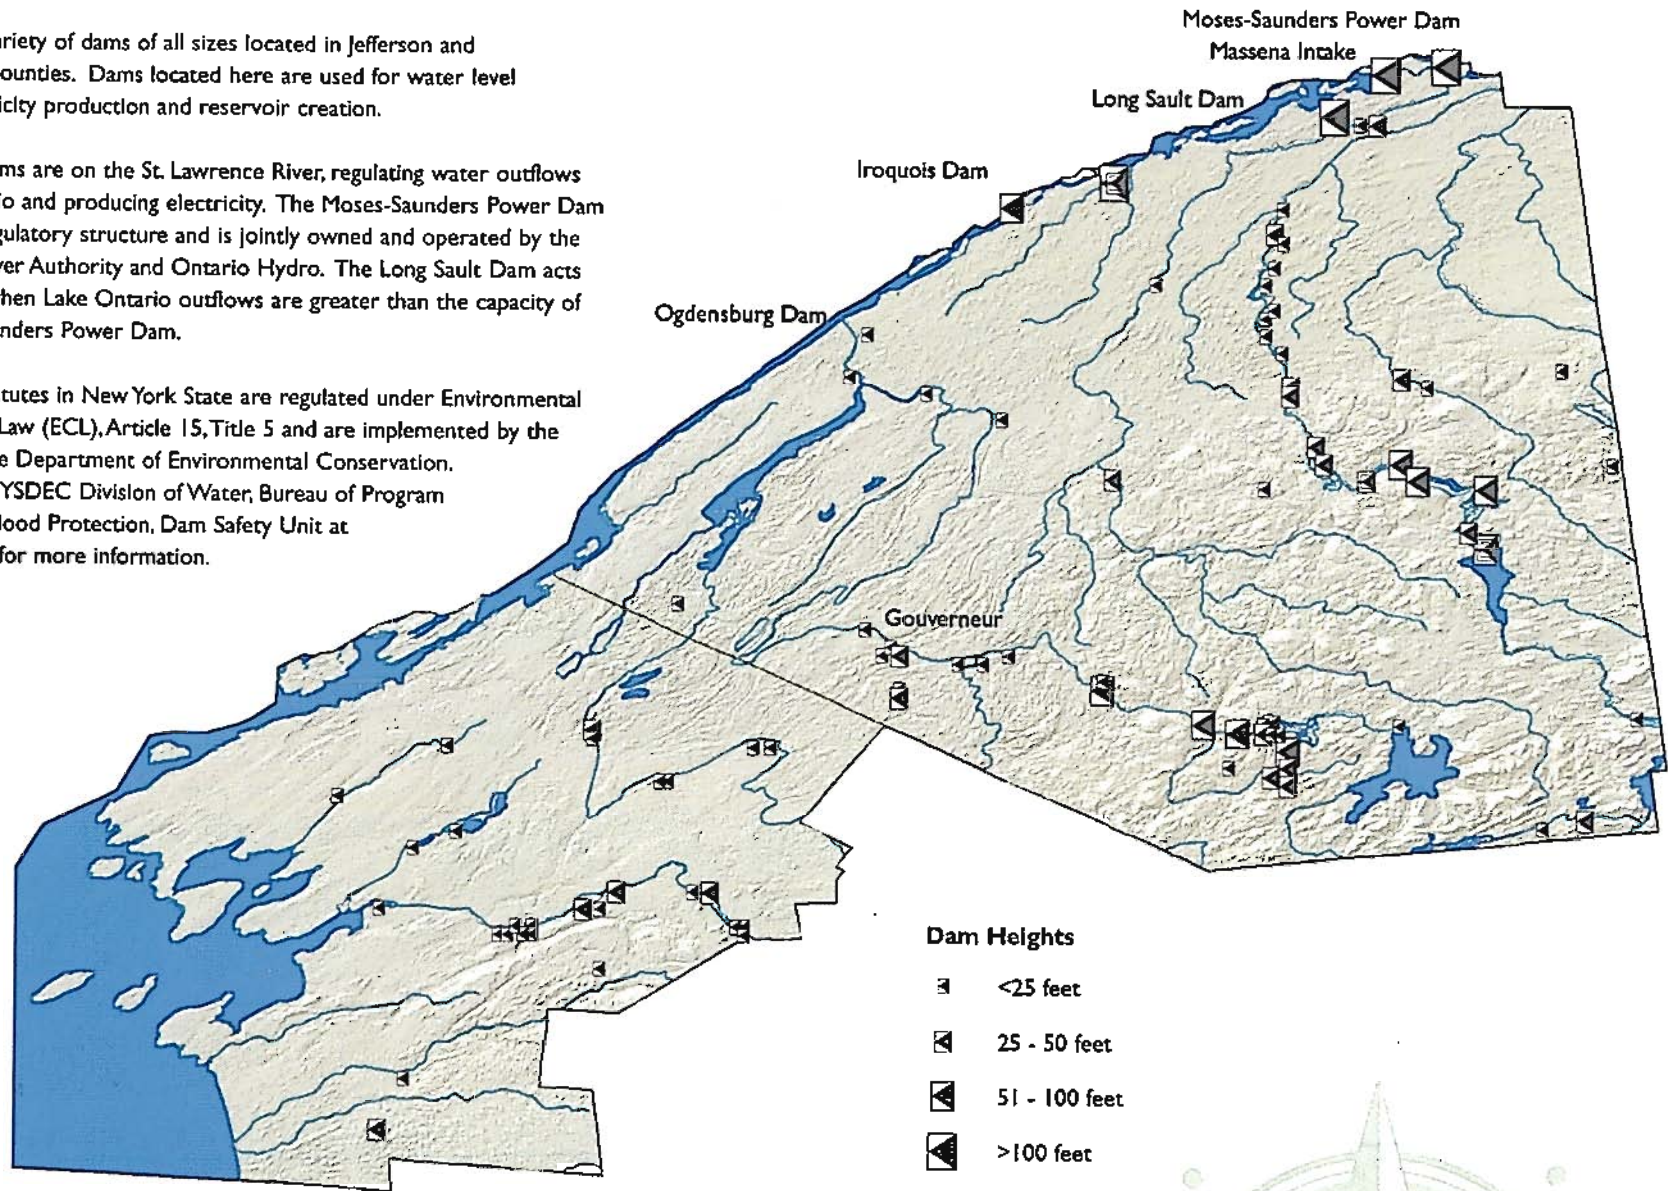 riety of dams of all sizes located in Jefferson and
ounties. Dams located here are used for water level
icity production and reservoir creation.
ms are on the St. Lawrence River, regulating water outflows
io and producing electricity. The Moses-Saunders Power Dam
gulatory structure and is jointly owned and operated by the
er Authority and Ontario Hydro. The Long Sault Dam acts
hen Lake Ontario outflows are greater than the capacity of
nders Power Dam.
tutes in New York State are regulated under Environmental
Law (ECL), Article 15, Title 5 and are implemented by the
e Department of Environmental Conservation.
YSDEC Division of Water, Bureau of Program
lood Protection, Dam Safety Unit at
for more information.
Moses-Saunders Power Dam
Massena Intake
Long Sault Dam
Iroquois Dam
Ogdensburg Dam
Gouverneur
Dam Heights
<25 feet
25 - 50 feet
51 - 100 feet
>100 feet